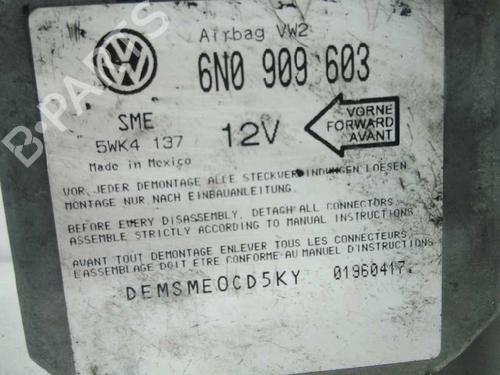 Airbag VW2
6N0 909 603
SME
5WK4 137
12V
VORNE
FORWARD
AVANT
Made in Mexico
VOR JEDER DEMONTAGE ALLE STECKVERBINDUNGEN LOESEN
MONTAGE NUR NACH EINBAUANLEITUNG.
BEFORE EVERY DISASSEMBLY, DETAGH ALL CONNECTORS.
ASSEMBLE STRICTLY ACCORDING TO MANUAL INSTRUCTIONS
AVANT TOUT DEMONTAGE ENLEVER TOUS LES CONNECTEURS.
L'ASSEMBLAGE DOIT ETRE CONFORME AU MANUEL D'INSTRUCTIONS
DEMSMEOCD5KY 01960417
B-PARTS